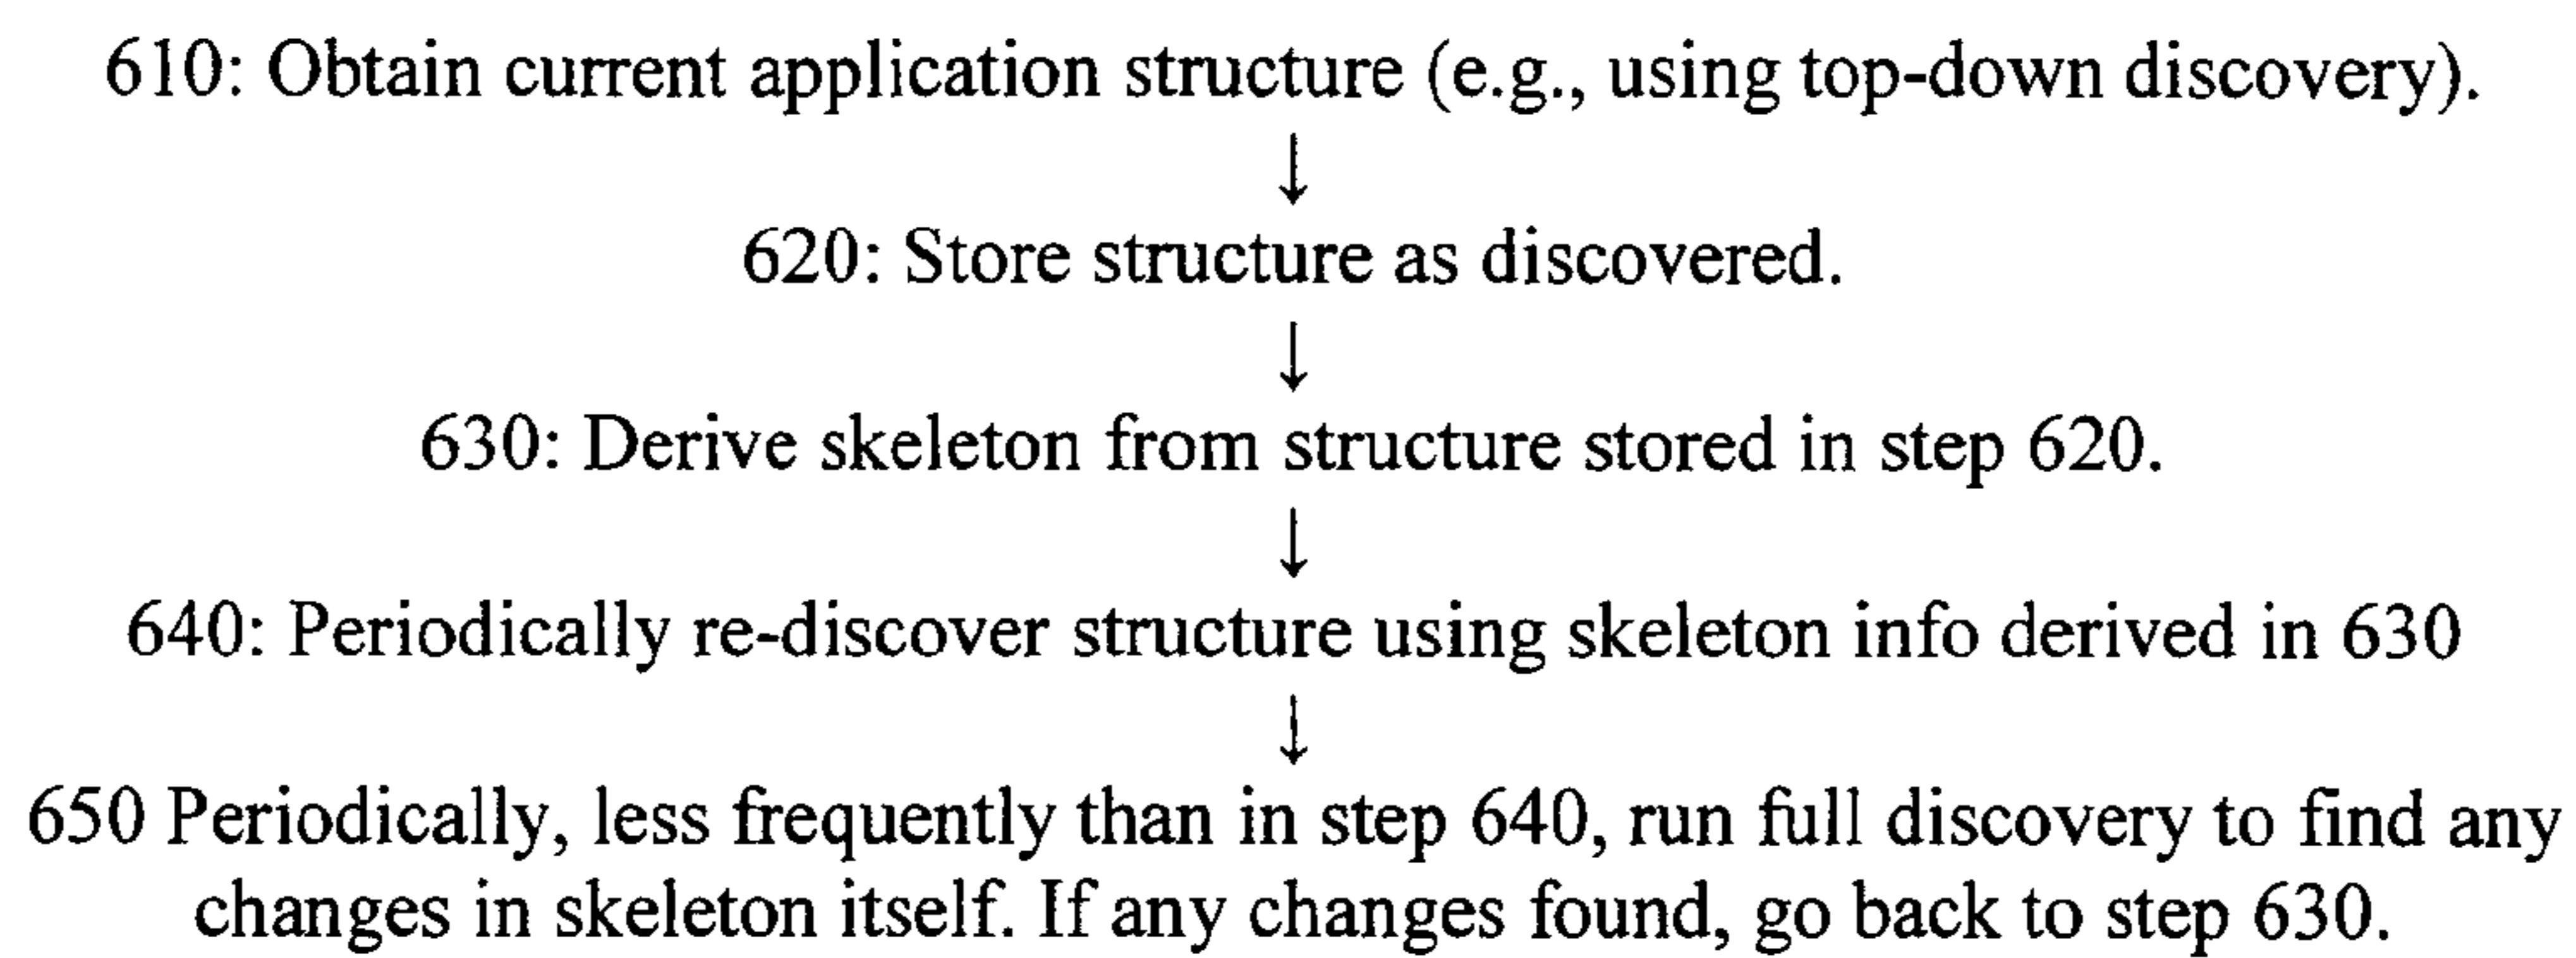 610: Obtain current application structure (e.g., using top-down discovery).
↓
620: Store structure as discovered.
↓
630: Derive skeleton from structure stored in step 620.
↓
640: Periodically re-discover structure using skeleton info derived in 630
↓
650 Periodically, less frequently than in step 640, run full discovery to find any
changes in skeleton itself. If any changes found, go back to step 630.